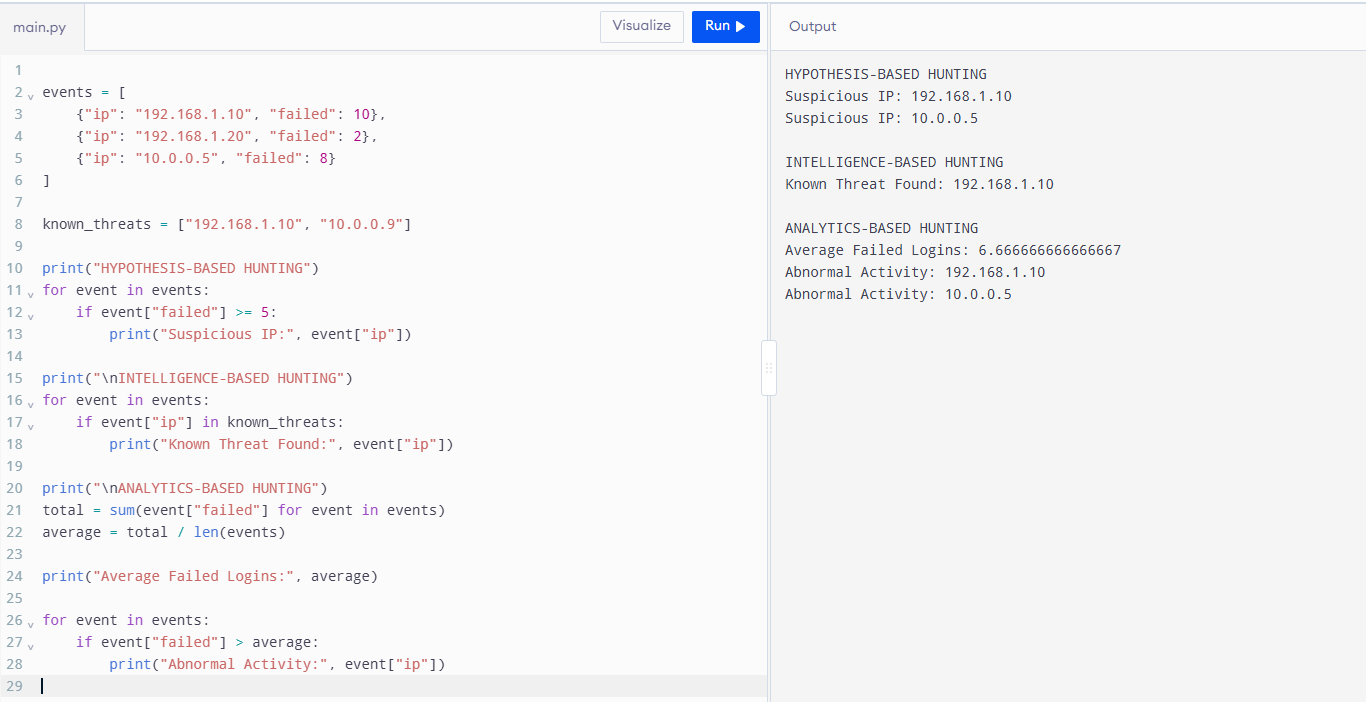 main.py
Visualize
Run
1
2 events = [
3     {"ip": "192.168.1.10", "failed": 10},
4     {"ip": "192.168.1.20", "failed": 2},
5     {"ip": "10.0.0.5", "failed": 8}
6 ]
7
8 known_threats = ["192.168.1.10", "10.0.0.9"]
9
10 print("HYPOTHESIS-BASED HUNTING")
11 for event in events:
12     if event["failed"] >= 5:
13         print("Suspicious IP:", event["ip"])
14
15 print("\nINTELLIGENCE-BASED HUNTING")
16 for event in events:
17     if event["ip"] in known_threats:
18         print("Known Threat Found:", event["ip"])
19
20 print("\nANALYTICS-BASED HUNTING")
21 total = sum(event["failed"] for event in events)
22 average = total / len(events)
23
24 print("Average Failed Logins:", average)
25
26 for event in events:
27     if event["failed"] > average:
28         print("Abnormal Activity:", event["ip"])
29
Output
HYPOTHESIS-BASED HUNTING
Suspicious IP: 192.168.1.10
Suspicious IP: 10.0.0.5
INTELLIGENCE-BASED HUNTING
Known Threat Found: 192.168.1.10
ANALYTICS-BASED HUNTING
Average Failed Logins: 6.666666666666667
Abnormal Activity: 192.168.1.10
Abnormal Activity: 10.0.0.5